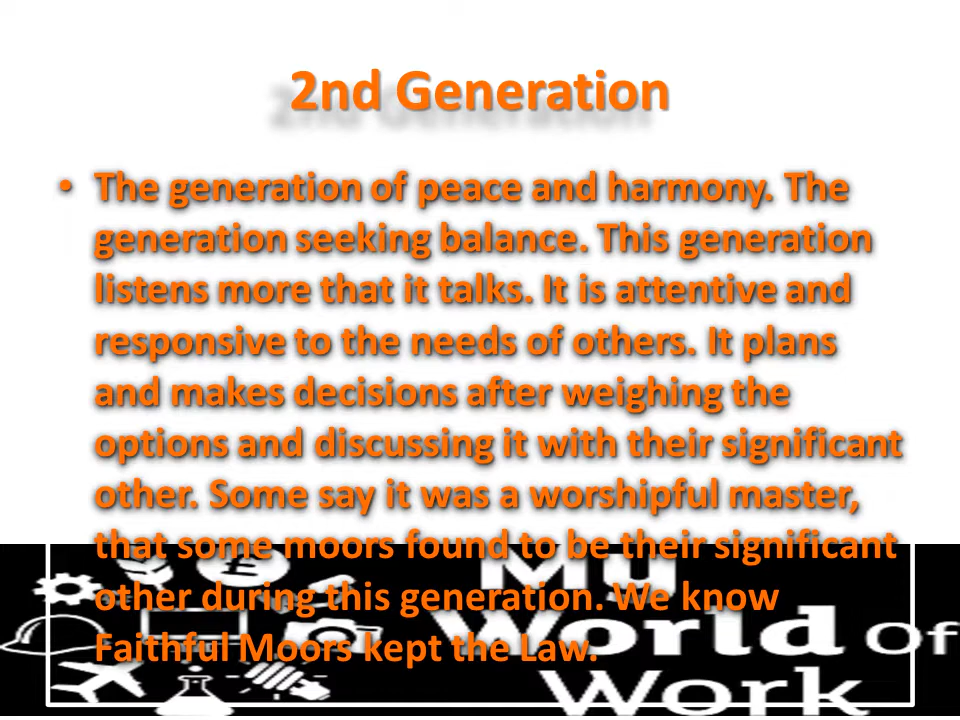 2nd Generation
• The generation of peace and harmony. The
generation seeking balance. This generation
listens more that it talks. It is attentive and
responsive to the needs of others. It plans
and makes decisions after weighing the
options and discussing it with their significant
other. Some say it was a worshipful master,
that some moors found to be their significant
other during this generation. We know
Faithful Moors kept the Law.
My
World of
Work